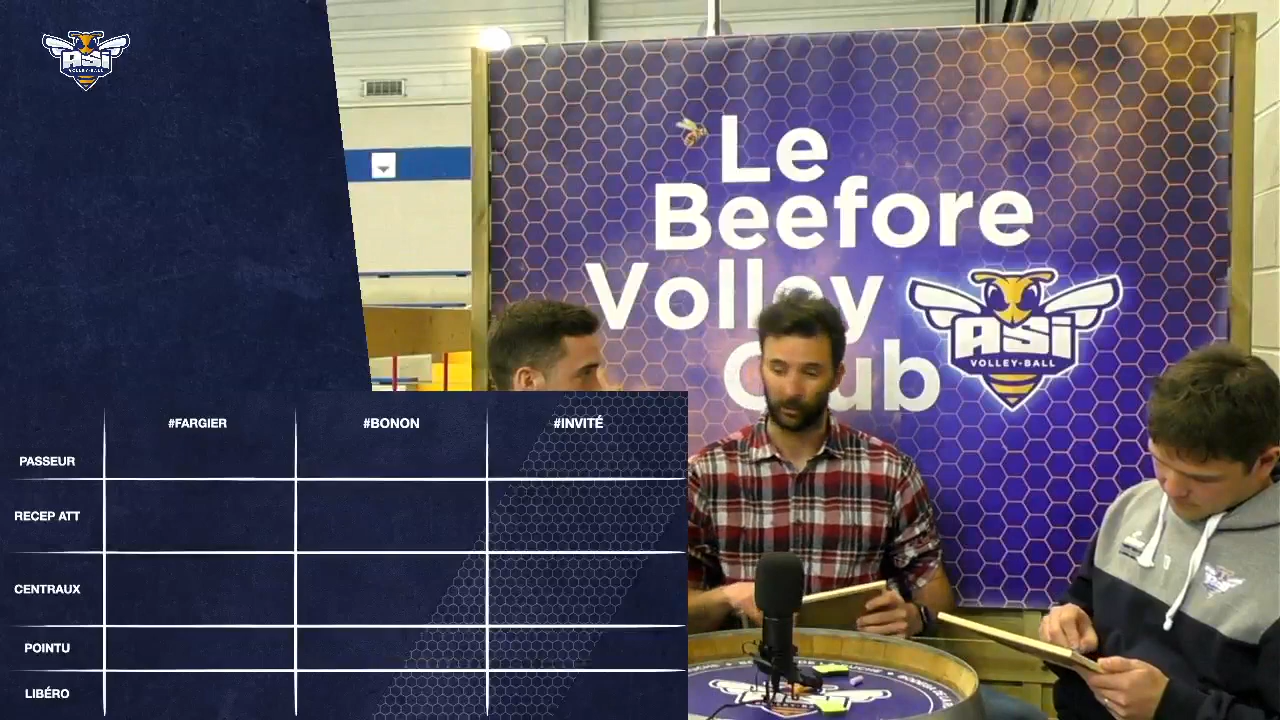 ASI
VOLLEY-BALL
Le
Beefore
Volley
Club
ASI
VOLLEY-BALL
#FARGIER
#BONON
#INVITÉ
PASSEUR
RECEP ATT
CENTRAUX
POINTU
LIBÉRO